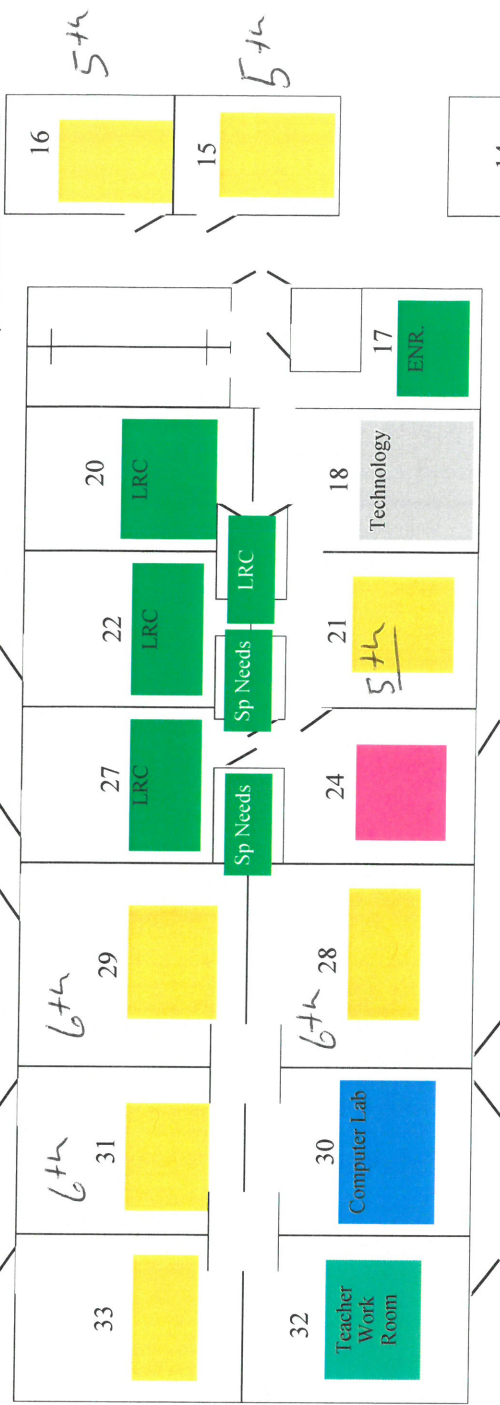 16
5th
15
5th
17
ENR.
20
LRC
18
Technology
LRC
22
LRC
21
5th
Sp Needs
27
LRC
24
Sp Needs
6th
29
6th
28
6th
31
30
Computer Lab
33
32
Teacher
Work
Room